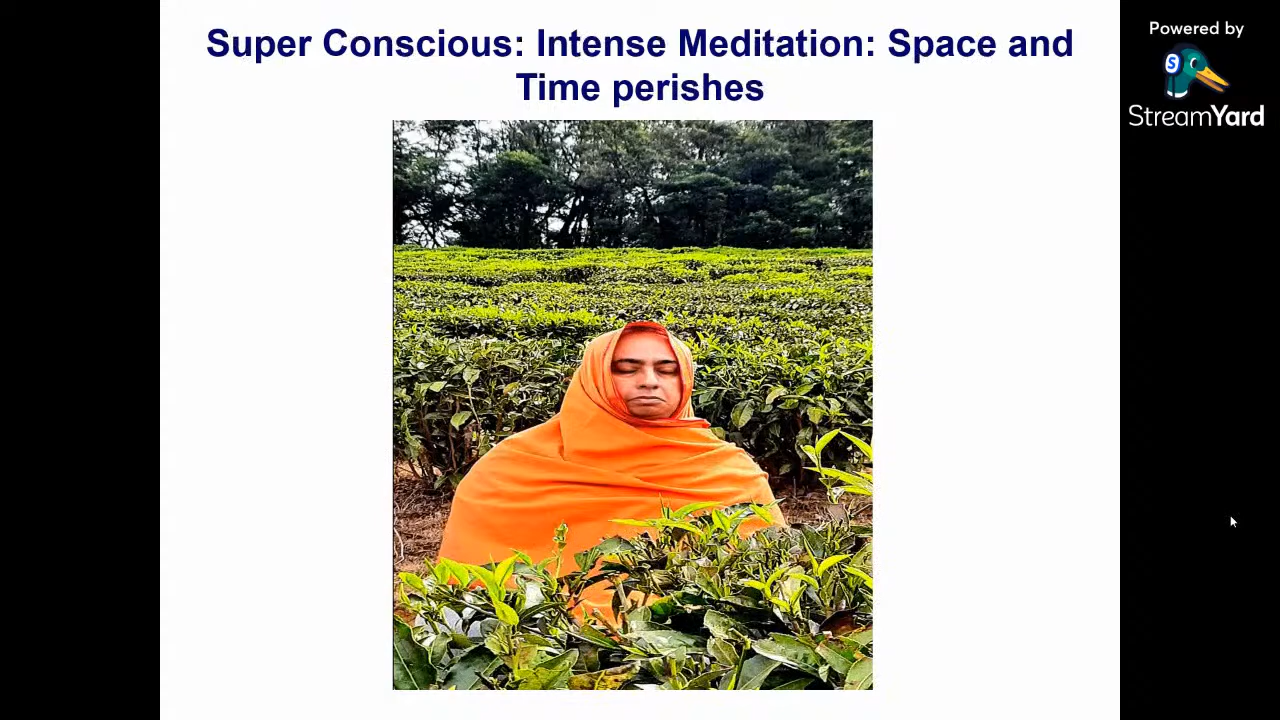 Super Conscious: Intense Meditation: Space and
Time perishes
Powered by
S
StreamYard